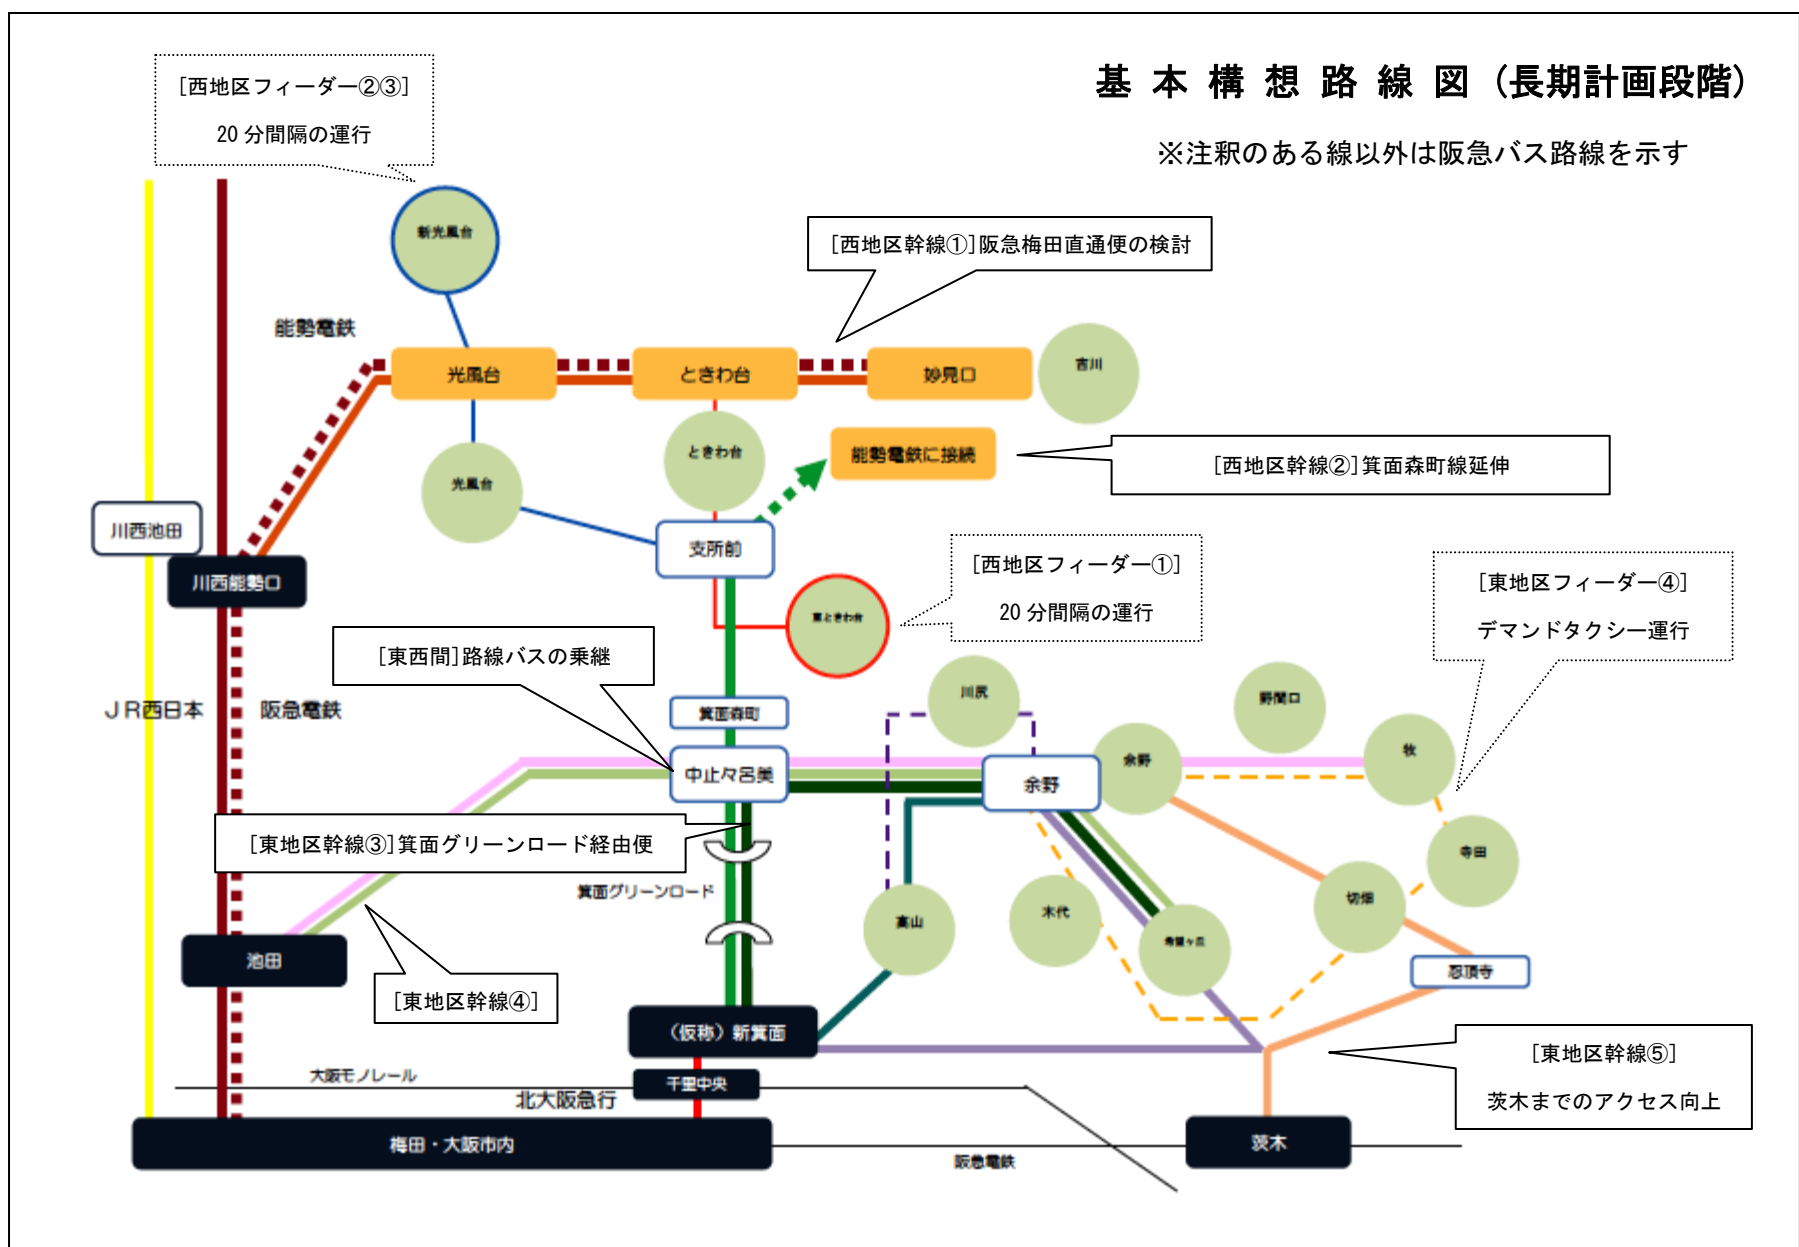 基本構想路線図（長期計画段階）
※注釈のある線以外は阪急バス路線を示す
[西地区フィーダー②③]
20分間隔の運行
新光風台
[西地区幹線①]阪急梅田直通便の検討
能勢電鉄
光風台
ときわ台
妙見口
吉川
ときわ台
能勢電鉄に接続
[西地区幹線②]箕面森町線延伸
光風台
川西池田
支所前
川西能勢口
[西地区フィーダー①]
20分間隔の運行
[東地区フィーダー④]
デマンドタクシー運行
東ときわ台
[東西間]路線バスの乗継
川尻
野間口
ＪＲ西日本
阪急電鉄
箕面森町
中止々呂美
余野
余野
牧
[東地区幹線③]箕面グリーンロード経由便
寺田
箕面グリーンロード
切畑
高山
木代
希望ヶ丘
池田
忍頂寺
[東地区幹線④]
（仮称）新箕面
[東地区幹線⑤]
茨木までのアクセス向上
大阪モノレール
千里中央
北大阪急行
梅田・大阪市内
茨木
阪急電鉄